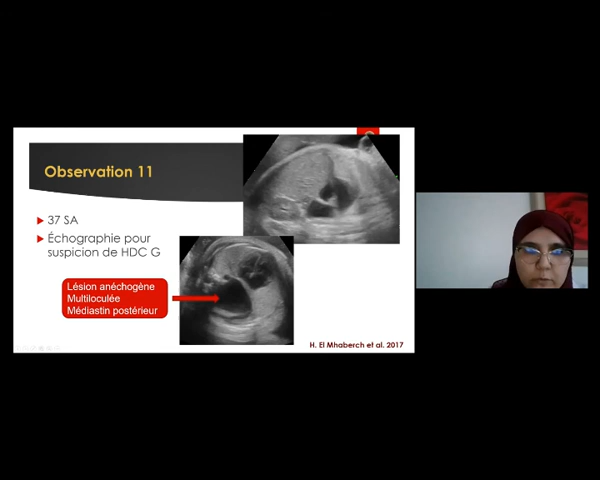 Observation 11
37 SA
Échographie pour
suspicion de HDC G
Lésion anéchogène
Multiloculée
Médiastin postérieur
H. El Mhaberch et al. 2017